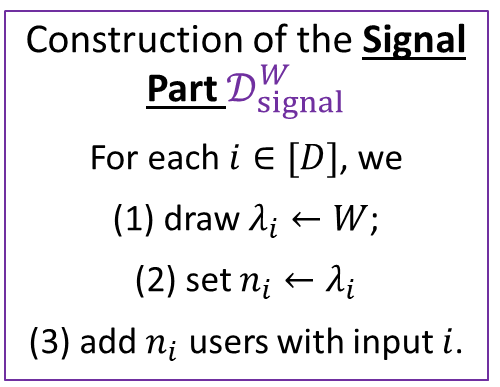 Construction of the Signal
Part 𝒟^W_signal
For each i ∈ [D], we
(1) draw λ_i ← W;
(2) set n_i ← λ_i
(3) add n_i users with input i.